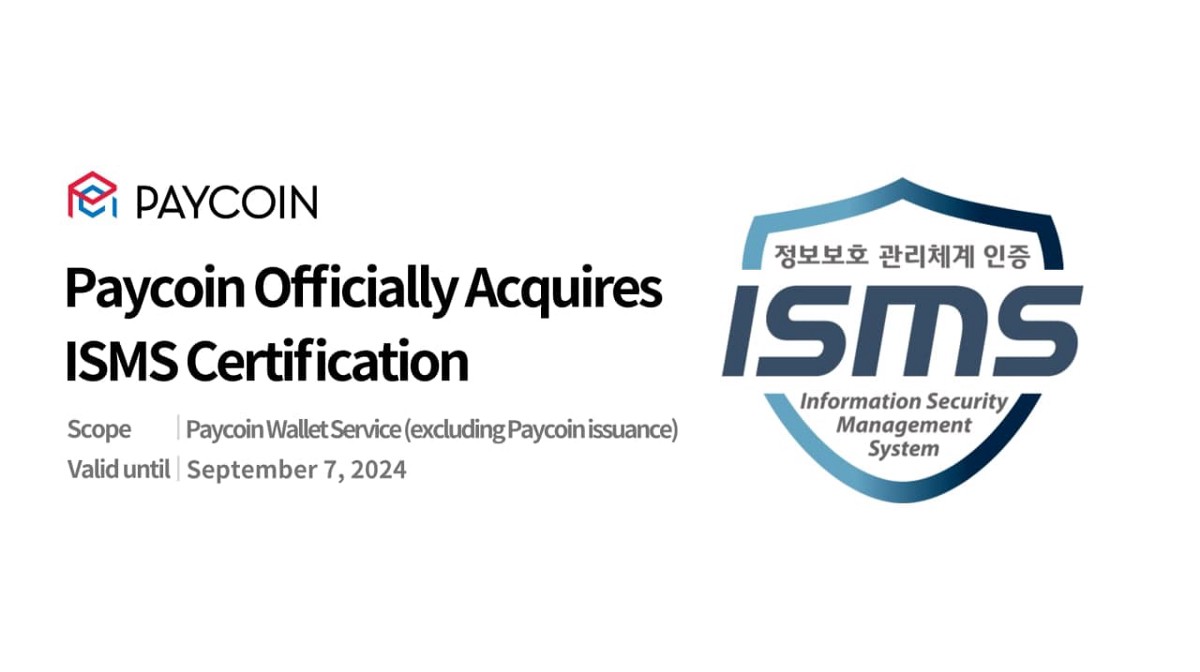 PAYCOIN
Paycoin Officially Acquires
ISMS Certification
Scope | Paycoin Wallet Service (excluding Paycoin issuance)
Valid until | September 7, 2024
정보보호 관리체계 인증
ISMS
Information Security
Management
System